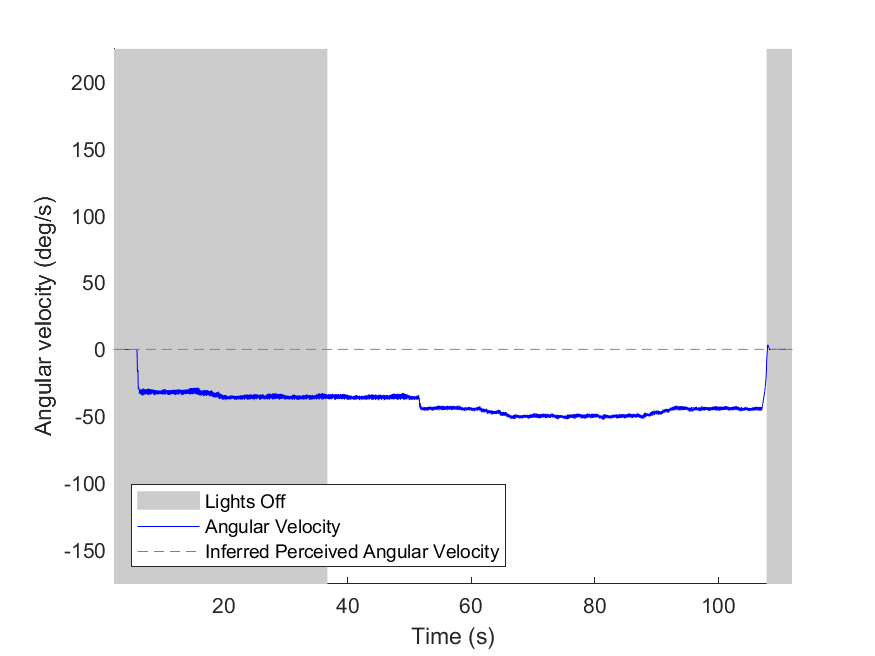 200
150
100
50
0
-50
-100
-150
Angular velocity (deg/s)
Lights Off
Angular Velocity
Inferred Perceived Angular Velocity
20 40 60 80 100
Time (s)